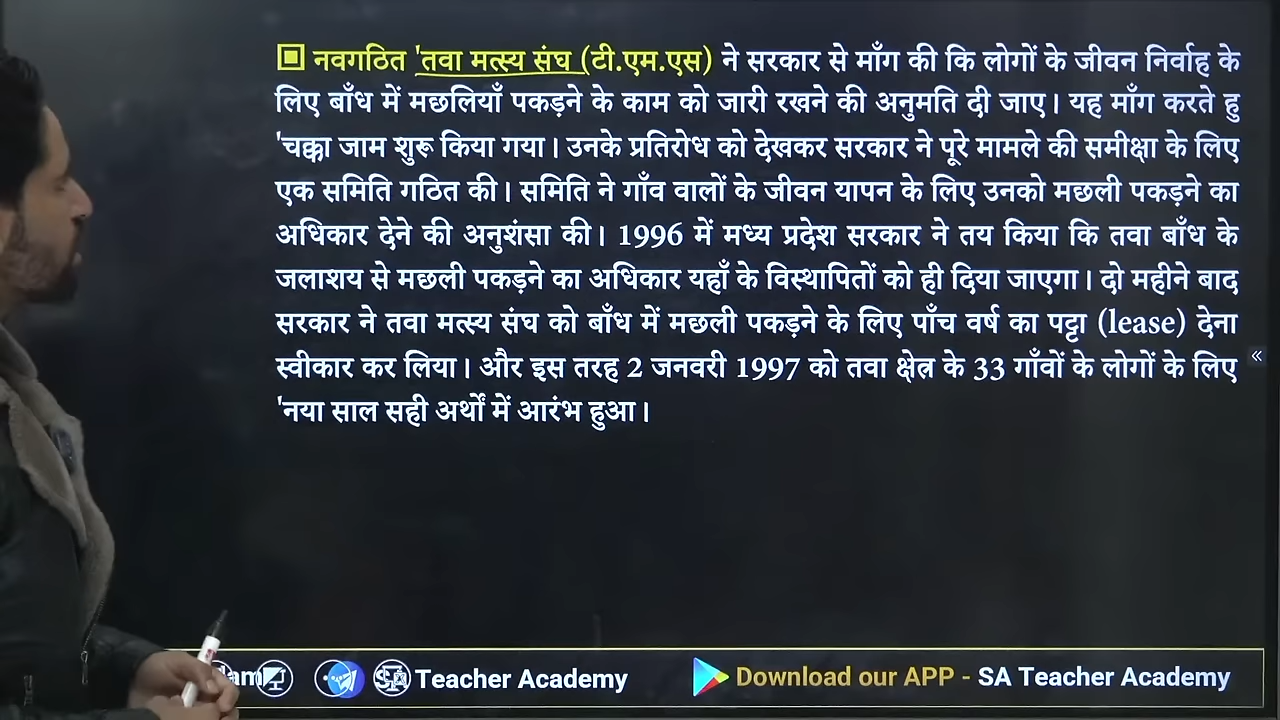 नवगठित 'तवा मत्स्य संघ (टी.एम.एस) ने सरकार से माँग की कि लोगों के जीवन निर्वाह के
लिए बाँध में मछलियाँ पकड़ने के काम को जारी रखने की अनुमति दी जाए। यह माँग करते हु
'चक्का जाम शुरू किया गया। उनके प्रतिरोध को देखकर सरकार ने पूरे मामले की समीक्षा के लिए
एक समिति गठित की। समिति ने गाँव वालों के जीवन यापन के लिए उनको मछली पकड़ने का
अधिकार देने की अनुशंसा की। 1996 में मध्य प्रदेश सरकार ने तय किया कि तवा बाँध के
जलाशय से मछली पकड़ने का अधिकार यहाँ के विस्थापितों को ही दिया जाएगा। दो महीने बाद
सरकार ने तवा मत्स्य संघ को बाँध में मछली पकड़ने के लिए पाँच वर्ष का पट्टा (lease) देना
स्वीकार कर लिया। और इस तरह 2 जनवरी 1997 को तवा क्षेत्र के 33 गाँवों के लोगों के लिए
'नया साल सही अर्थों में आरंभ हुआ।
Teacher Academy
Download our APP - SA Teacher Academy